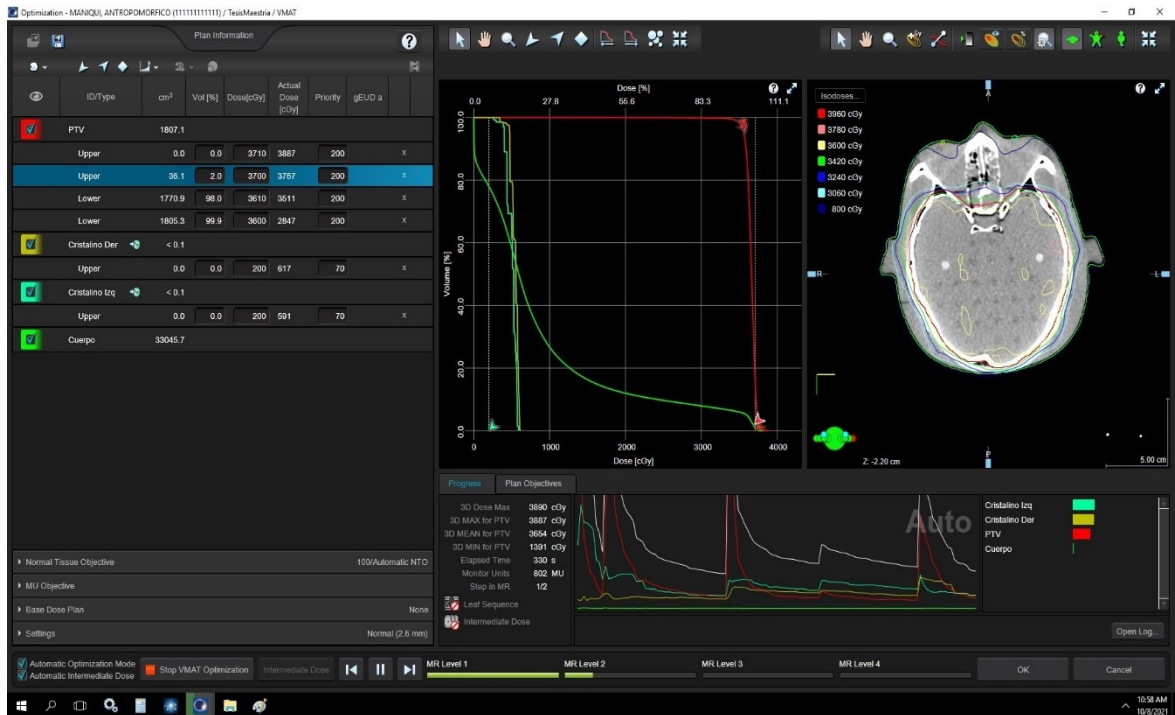 Optimization - MANIQUI, ANTROPOMORFICO (111111111111) / TesisMaestria / VMAT
Plan Information
ID/Type cm³ Vol [%] Dose[cGy] Actual Dose [cGy] Priority gEUD a
PTV 1807.1
Upper 0.0 0.0 3710 3887 200 x
Upper 36.1 2.0 3700 3757 200 x
Lower 1770.9 98.0 3610 3511 200 x
Lower 1805.3 99.9 3600 2847 200 x
Cristalino Der < 0.1
Upper 0.0 0.0 200 617 70 x
Cristalino Izq < 0.1
Upper 0.0 0.0 200 591 70 x
Cuerpo 33045.7
Normal Tissue Objective 100/Automatic NTO
MU Objective
Base Dose Plan None
Settings Normal (2.5 mm)
Dose [%]
0.0 27.8 55.6 83.3 111.1
Volume [%]
100.0
80.0
60.0
40.0
20.0
0.0
0 1000 2000 3000 4000
Dose [cGy]
Isodoses...
3960 cGy
3780 cGy
3600 cGy
3420 cGy
3240 cGy
3060 cGy
800 cGy
A
R
L
P
Z: -2.20 cm
5.00 cm
Progress Plan Objectives
3D Dose Max 3890 cGy
3D MAX for PTV 3887 cGy
3D MEAN for PTV 3654 cGy
3D MIN for PTV 1391 cGy
Elapsed Time 330 s
Monitor Units 802 MU
Step in MR 1/2
Leaf Sequence
Intermediate Dose
Auto
Cristalino Izq
Cristalino Der
PTV
Cuerpo
Open Log...
Automatic Optimization Mode
Automatic Intermediate Dose
Stop VMAT Optimization
Intermediate Dose
MR Level 1 MR Level 2 MR Level 3 MR Level 4
OK Cancel
10:58 AM
10/8/2021